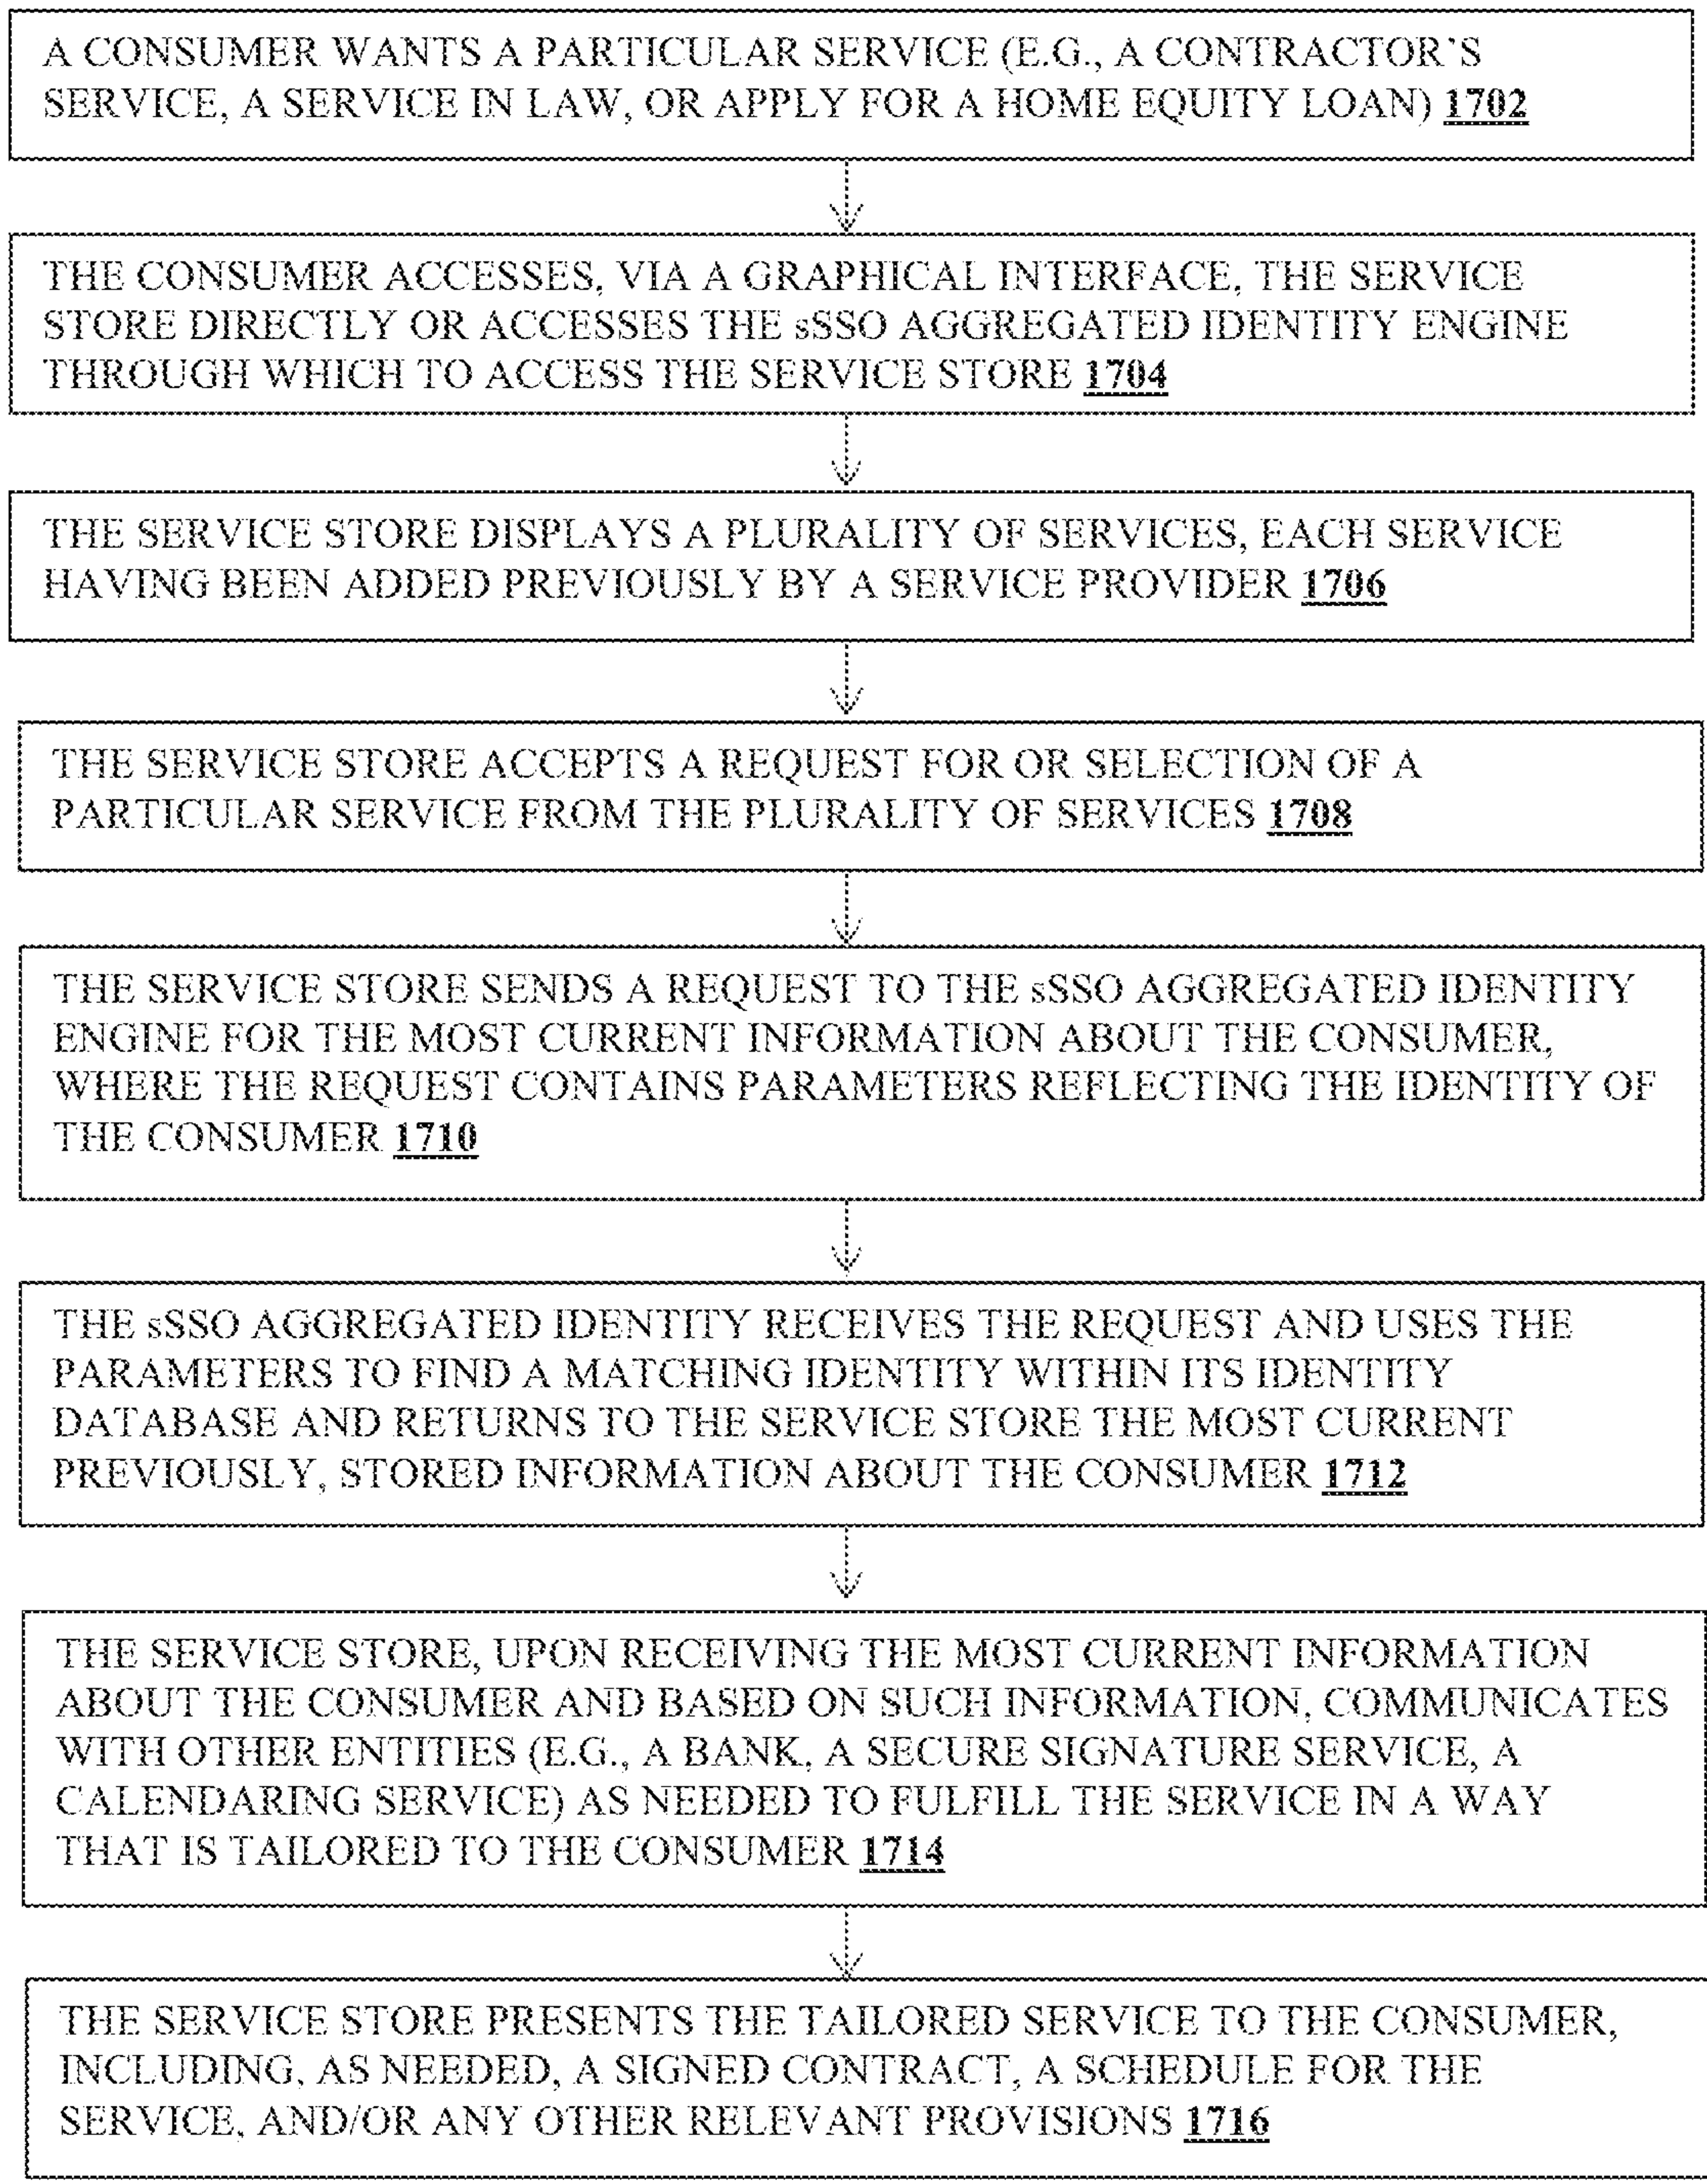 A CONSUMER WANTS A PARTICULAR SERVICE (E.G., A CONTRACTOR'S
SERVICE, A SERVICE IN LAW, OR APPLY FOR A HOME EQUITY LOAN) 1702
THE CONSUMER ACCESSES, VIA A GRAPHICAL INTERFACE, THE SERVICE
STORE DIRECTLY OR ACCESSES THE sSSO AGGREGATED IDENTITY ENGINE
THROUGH WHICH TO ACCESS THE SERVICE STORE 1704
THE SERVICE STORE DISPLAYS A PLURALITY OF SERVICES, EACH SERVICE
HAVING BEEN ADDED PREVIOUSLY BY A SERVICE PROVIDER 1706
THE SERVICE STORE ACCEPTS A REQUEST FOR OR SELECTION OF A
PARTICULAR SERVICE FROM THE PLURALITY OF SERVICES 1708
THE SERVICE STORE SENDS A REQUEST TO THE sSSO AGGREGATED IDENTITY
ENGINE FOR THE MOST CURRENT INFORMATION ABOUT THE CONSUMER,
WHERE THE REQUEST CONTAINS PARAMETERS REFLECTING THE IDENTITY OF
THE CONSUMER 1710
THE sSSO AGGREGATED IDENTITY RECEIVES THE REQUEST AND USES THE
PARAMETERS TO FIND A MATCHING IDENTITY WITHIN ITS IDENTITY
DATABASE AND RETURNS TO THE SERVICE STORE THE MOST CURRENT
PREVIOUSLY, STORED INFORMATION ABOUT THE CONSUMER 1712
THE SERVICE STORE, UPON RECEIVING THE MOST CURRENT INFORMATION
ABOUT THE CONSUMER AND BASED ON SUCH INFORMATION, COMMUNICATES
WITH OTHER ENTITIES (E.G., A BANK, A SECURE SIGNATURE SERVICE, A
CALENDARING SERVICE) AS NEEDED TO FULFILL THE SERVICE IN A WAY
THAT IS TAILORED TO THE CONSUMER 1714
THE SERVICE STORE PRESENTS THE TAILORED SERVICE TO THE CONSUMER,
INCLUDING, AS NEEDED, A SIGNED CONTRACT, A SCHEDULE FOR THE
SERVICE, AND/OR ANY OTHER RELEVANT PROVISIONS 1716